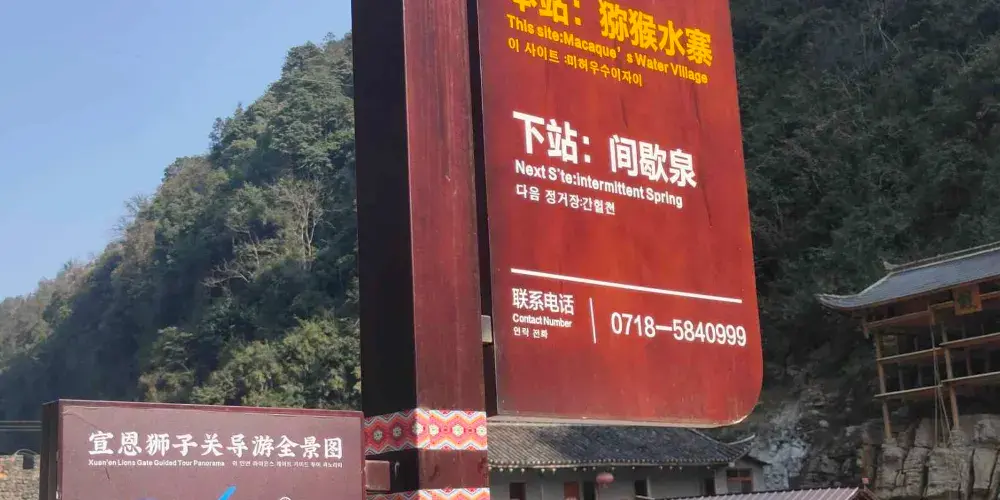 本站：猕猴水寨
This site:Macaque’s Water Village
이 사이트 :미허우수이자이
下站：间歇泉
Next S'te:intermittent Spring
다음 정거장:간헐천
联系电话
Contact Number
연락 전화
0718-5840999
宣恩狮子关导游全景图
Xuan'en Lions Gate Guided Tour Panorama